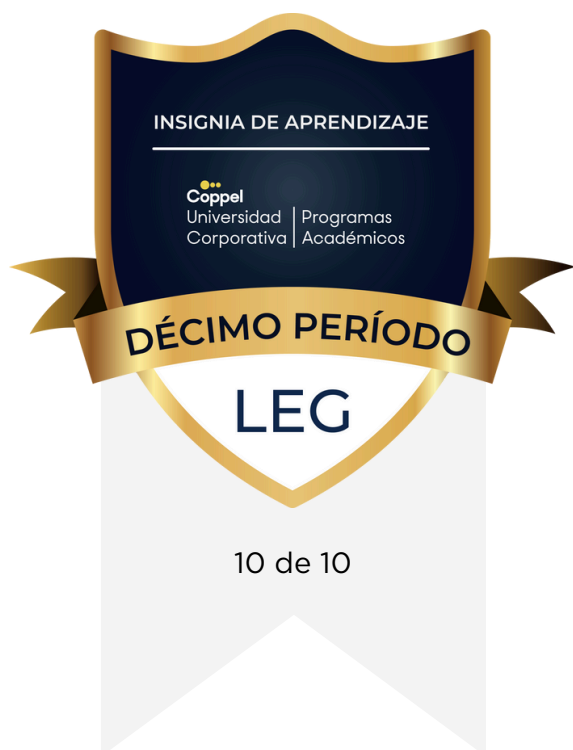 INSIGNIA DE APRENDIZAJE
Coppel
Universidad | Programas
Corporativa | Académicos
DÉCIMO PERÍODO
LEG
10 de 10